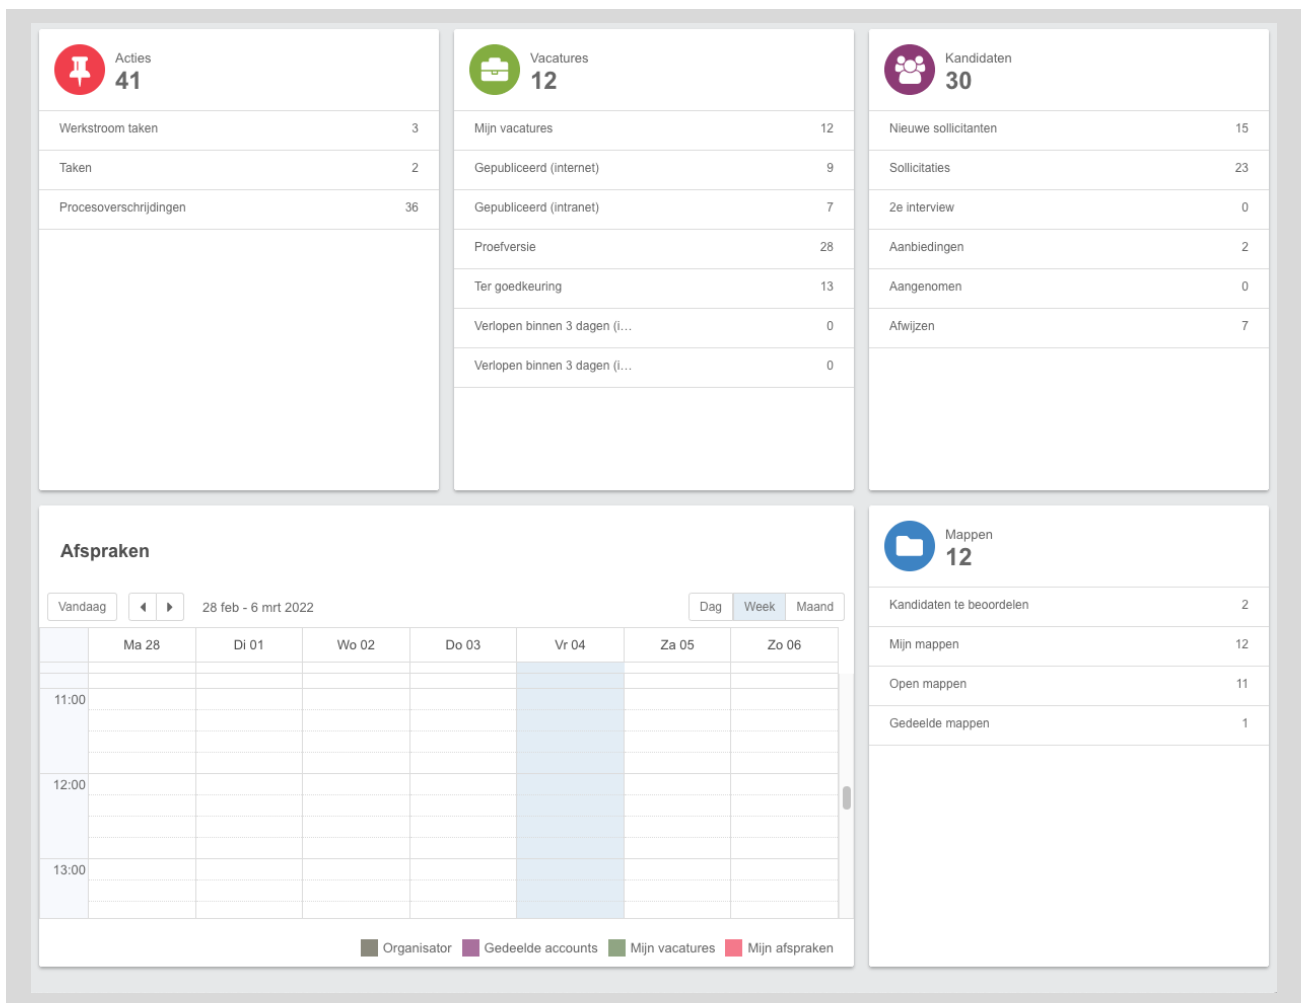 Acties
41
Werkstroom taken 3
Taken 2
Procesoverschrijdingen 36
Vacatures
12
Mijn vacatures 12
Gepubliceerd (internet) 9
Gepubliceerd (intranet) 7
Proefversie 28
Ter goedkeuring 13
Verlopen binnen 3 dagen (i... 0
Verlopen binnen 3 dagen (i... 0
Kandidaten
30
Nieuwe sollicitanten 15
Sollicitaties 23
2e interview 0
Aanbiedingen 2
Aangenomen 0
Afwijzen 7
Afspraken
Vandaag 28 feb - 6 mrt 2022 Dag Week Maand
Ma 28 Di 01 Wo 02 Do 03 Vr 04 Za 05 Zo 06
11:00
12:00
13:00
Organisator Gedeelde accounts Mijn vacatures Mijn afspraken
Mappen
12
Kandidaten te beoordelen 2
Mijn mappen 12
Open mappen 11
Gedeelde mappen 1